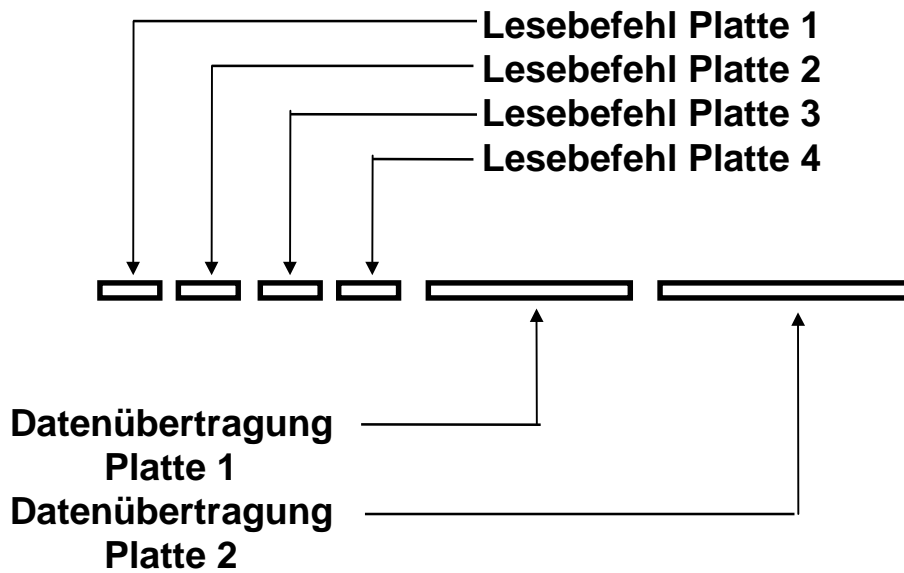 Lesebefehl Platte 1
Lesebefehl Platte 2
Lesebefehl Platte 3
Lesebefehl Platte 4
Datenübertragung
Platte 1
Datenübertragung
Platte 2